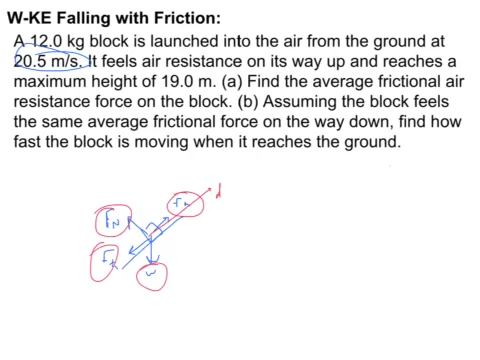 W-KE Falling with Friction:
A 12.0 kg block is launched into the air from the ground at
20.5 m/s. It feels air resistance on its way up and reaches a
maximum height of 19.0 m. (a) Find the average frictional air
resistance force on the block. (b) Assuming the block feels
the same average frictional force on the way down, find how
fast the block is moving when it reaches the ground.
d
FN
W